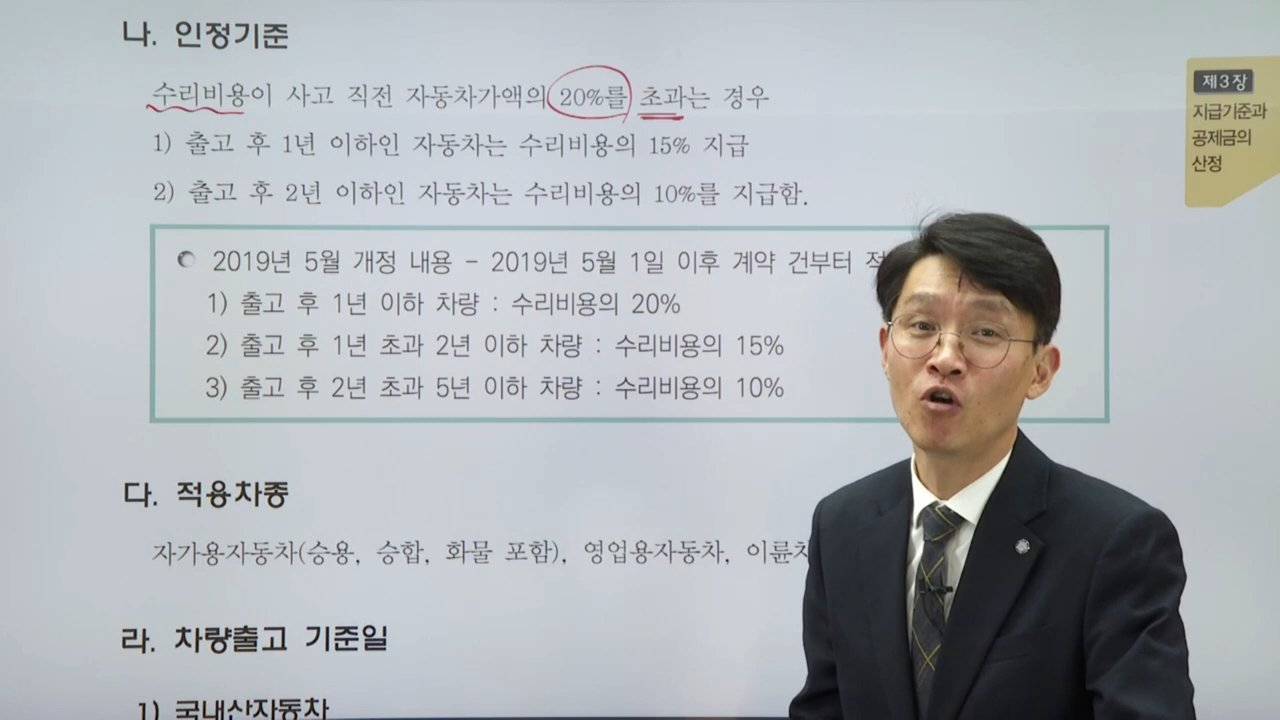 나. 인정기준
수리비용이 사고 직전 자동차가액의 20%를 초과는 경우
1) 출고 후 1년 이하인 자동차는 수리비용의 15% 지급
2) 출고 후 2년 이하인 자동차는 수리비용의 10%를 지급함.
2019년 5월 개정 내용 - 2019년 5월 1일 이후 계약 건부터
1) 출고 후 1년 이하 차량 : 수리비용의 20%
2) 출고 후 1년 초과 2년 이하 차량 : 수리비용의 15%
3) 출고 후 2년 초과 5년 이하 차량 : 수리비용의 10%
다. 적용차종
자가용자동차(승용, 승합, 화물 포함), 영업용자동차,
라. 차량출고 기준일
1) 국내산자동차
제3장
지급기준과
공제금의
산정